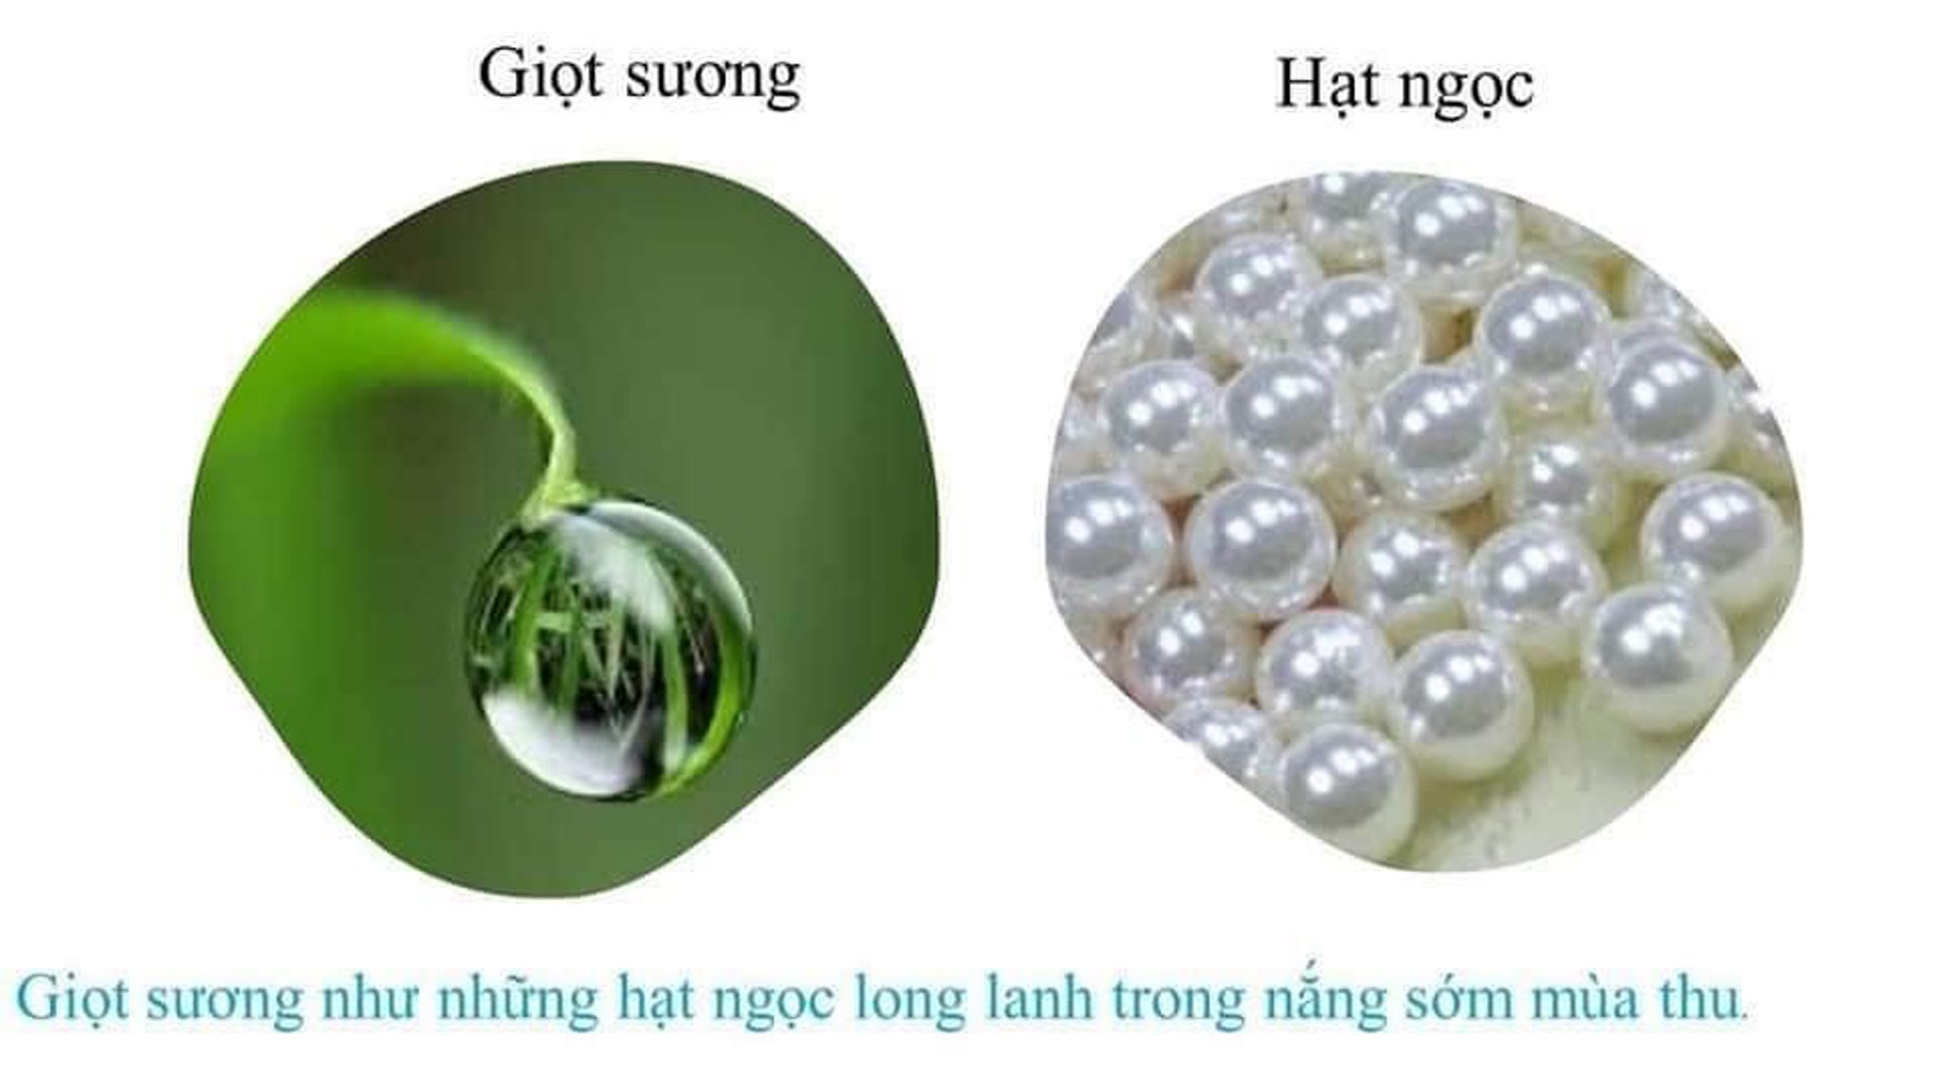 Giọt sương
Hạt ngọc
Giọt sương như những hạt ngọc long lanh trong nắng sớm mùa thu.